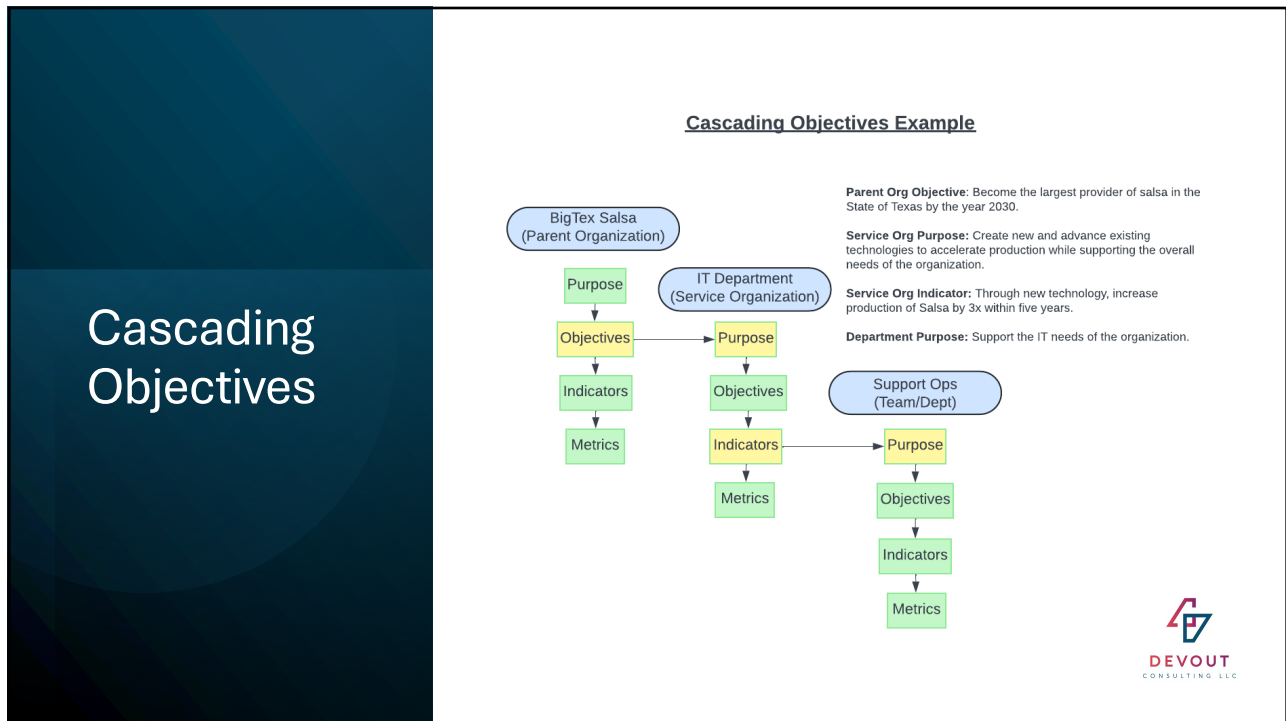 Cascading
Objectives
Cascading Objectives Example
Parent Org Objective: Become the largest provider of salsa in the
State of Texas by the year 2030.
Service Org Purpose: Create new and advance existing
technologies to accelerate production while supporting the overall
needs of the organization.
Service Org Indicator: Through new technology, increase
production of Salsa by 3x within five years.
Department Purpose: Support the IT needs of the organization.
BigTex Salsa
(Parent Organization)
Purpose
Objectives
Indicators
Metrics
IT Department
(Service Organization)
Purpose
Objectives
Indicators
Metrics
Support Ops
(Team/Dept)
Purpose
Objectives
Indicators
Metrics
DEVOUT
CONSULTING LLC